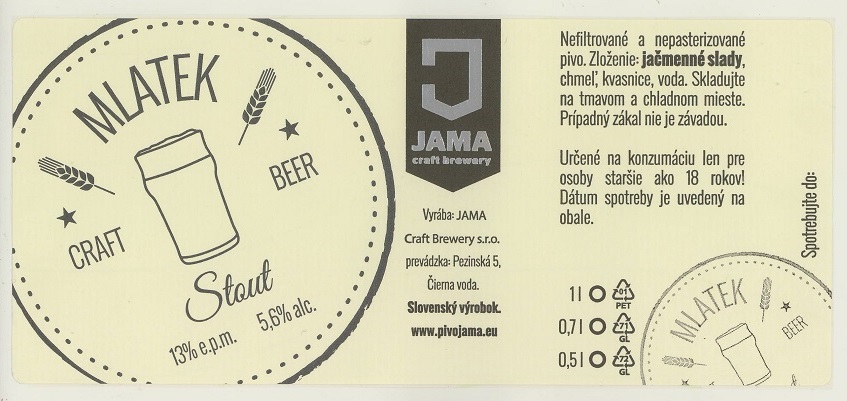 MLATEK
CRAFT BEER
Stout
13% e.p.m. 5,6% alc.
JAMA
craft brewery
Vyrába: JAMA
Craft Brewery s.r.o.
prevádzka: Pezinská 5,
Čierna voda.
Slovenský výrobok.
www.pivojama.eu
Nefiltrované a nepasterizované
pivo. Zloženie: jačmenné slady,
chmeľ, kvasnice, voda. Skladujte
na tmavom a chladnom mieste.
Prípadný zákal nie je závadou.
Určené na konzumáciu len pre
osoby staršie ako 18 rokov!
Dátum spotreby je uvedený na
obale.
Spotrebujte do:
1 l 01 PET
0,7 l 71 GL
0,5 l 72 GL
MLATEK
BEER